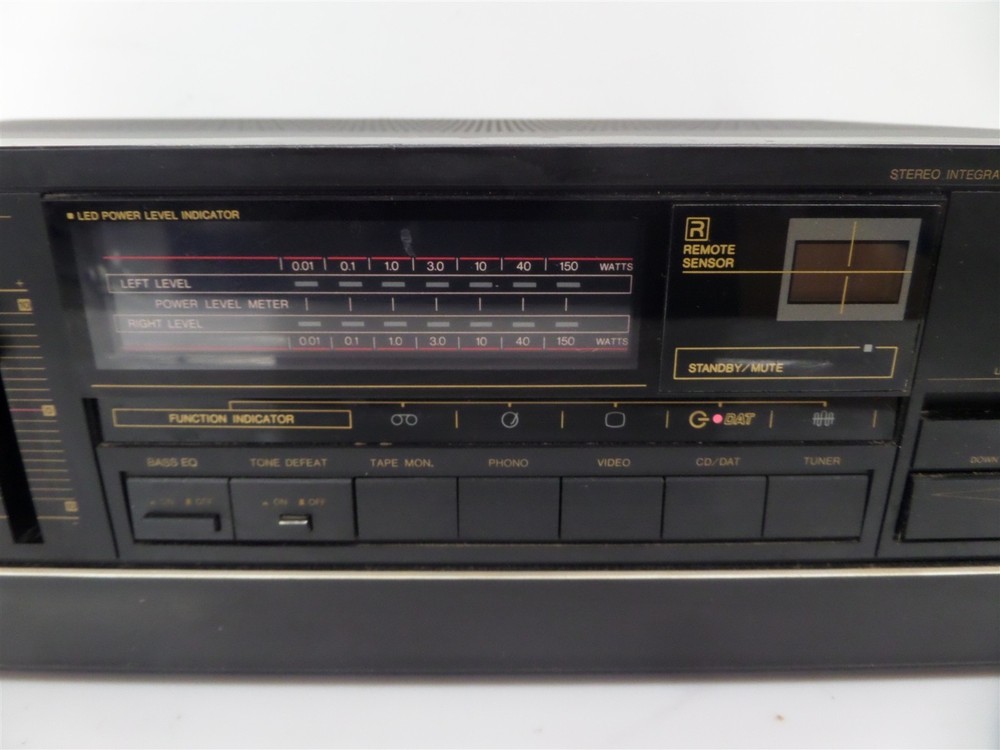 STEREO INTEGRA
LED POWER LEVEL INDICATOR
0.01 0.1 1.0 3.0 10 40 150 WATTS
LEFT LEVEL
POWER LEVEL METER
RIGHT LEVEL
0.01 0.1 1.0 3.0 10 40 150 WATTS
R
REMOTE
SENSOR
STANDBY/MUTE
FUNCTION INDICATOR
DAT
BASS EQ TONE DEFEAT TAPE MON. PHONO VIDEO CD/DAT TUNER
ON OFF ON OFF
DOWN